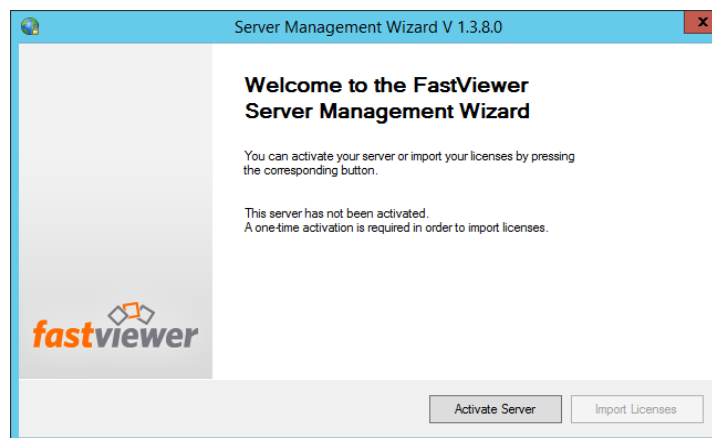 Server Management Wizard V 1.3.8.0
x
Welcome to the FastViewer
Server Management Wizard
You can activate your server or import your licenses by pressing
the corresponding button.
This server has not been activated.
A one-time activation is required in order to import licenses.
fastviewer
Activate Server
Import Licenses